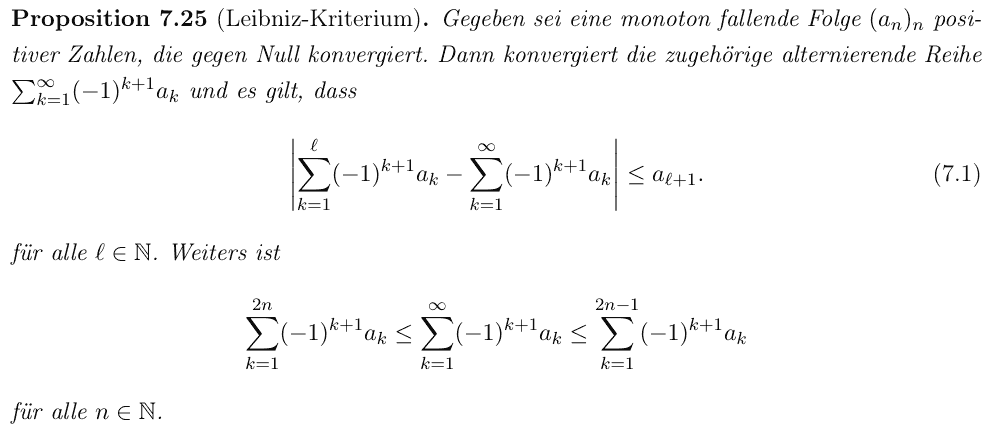 Proposition 7.25 (Leibniz-Kriterium). Gegeben sei eine monoton fallende Folge (aₙ)ₙ posi-
tiver Zahlen, die gegen Null konvergiert. Dann konvergiert die zugehörige alternierende Reihe
∑_{k=1}^{∞}(−1)^{k+1}a_k und es gilt, dass
|∑_{k=1}^{ℓ}(−1)^{k+1}a_k − ∑_{k=1}^{∞}(−1)^{k+1}a_k| ≤ a_{ℓ+1}. (7.1)
für alle ℓ ∈ ℕ. Weiters ist
∑_{k=1}^{2n}(−1)^{k+1}a_k ≤ ∑_{k=1}^{∞}(−1)^{k+1}a_k ≤ ∑_{k=1}^{2n−1}(−1)^{k+1}a_k
für alle n ∈ ℕ.